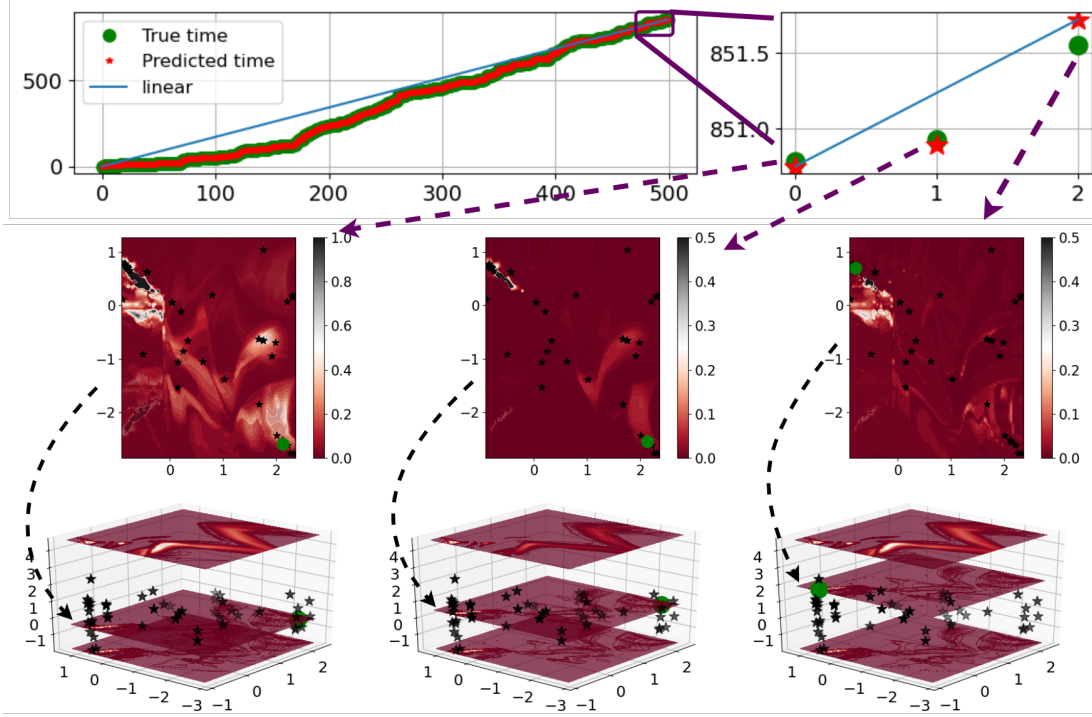 True time
Predicted time
linear
500
0
0 100 200 300 400 500
851.5
851.0
0 1 2
1 0 −1 −2
0 1 2
1.0 0.8 0.6 0.4 0.2 0.0
1 0 −1 −2
0 1 2
0.5 0.4 0.3 0.2 0.1 0.0
1 0 −1 −2
0 1 2
0.5 0.4 0.3 0.2 0.1 0.0
4 3 2 1 0 −1
1 0 −1 −2 −3
−1 0 1 2
4 3 2 1 0 −1
1 0 −1 −2 −3
−1 0 1 2
4 3 2 1 0 −1
1 0 −1 −2 −3
−1 0 1 2